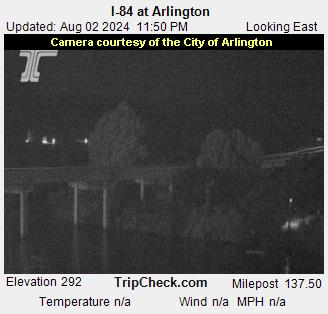 I-84 at Arlington
Updated: Aug 02 2024 11:50 PM Looking East
Camera courtesy of the City of Arlington
Elevation 292 TripCheck.com Milepost 137.50
Temperature n/a Wind n/a MPH n/a